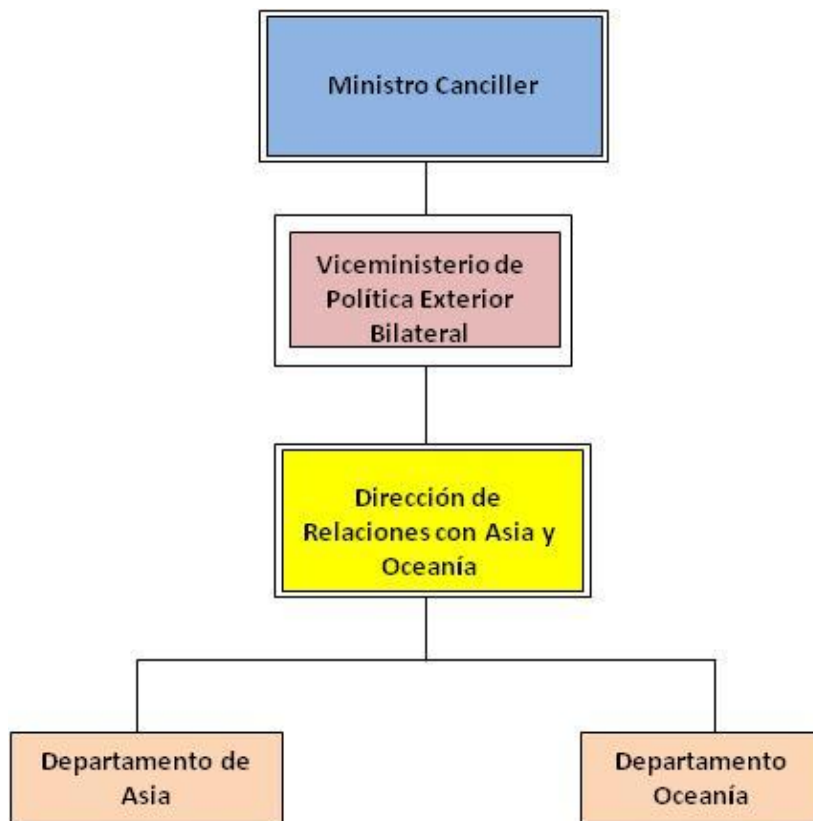 Ministro Canciller
Viceministerio de
Política Exterior
Bilateral
Dirección de
Relaciones con Asia y
Oceanía
Departamento de
Asia
Departamento
Oceanía